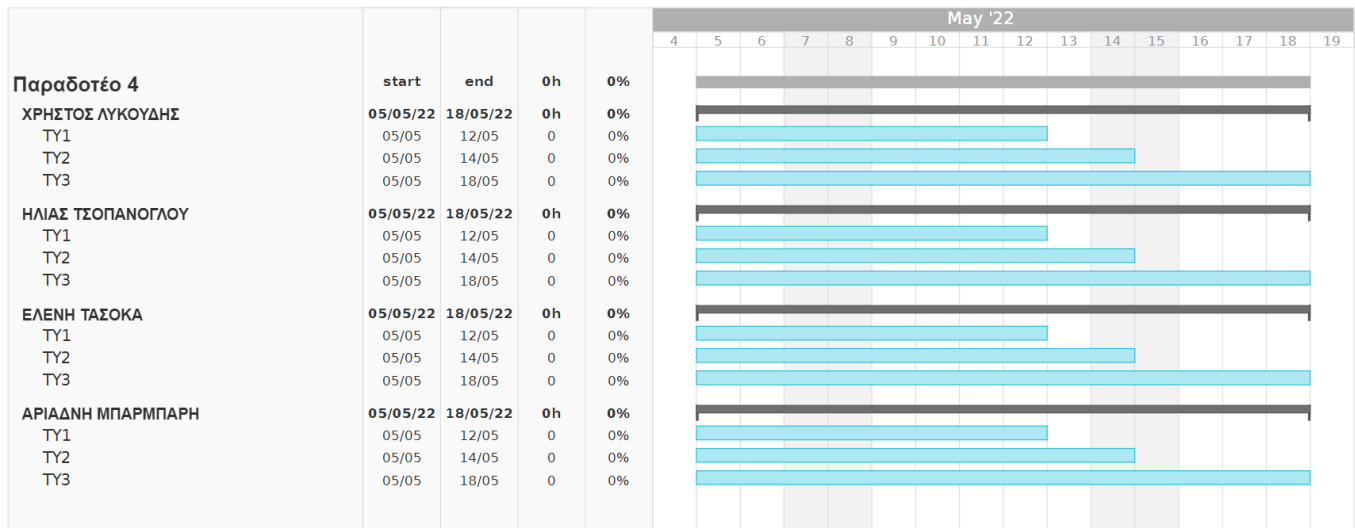 May '22
4 5 6 7 8 9 10 11 12 13 14 15 16 17 18 19
Παραδοτέο 4 start end 0h 0%
ΧΡΗΣΤΟΣ ΛΥΚΟΥΔΗΣ 05/05/22 18/05/22 0h 0%
ΤΥ1 05/05 12/05 0 0%
ΤΥ2 05/05 14/05 0 0%
ΤΥ3 05/05 18/05 0 0%
ΗΛΙΑΣ ΤΣΟΠΑΝΟΓΛΟΥ 05/05/22 18/05/22 0h 0%
ΤΥ1 05/05 12/05 0 0%
ΤΥ2 05/05 14/05 0 0%
ΤΥ3 05/05 18/05 0 0%
ΕΛΕΝΗ ΤΑΣΟΚΑ 05/05/22 18/05/22 0h 0%
ΤΥ1 05/05 12/05 0 0%
ΤΥ2 05/05 14/05 0 0%
ΤΥ3 05/05 18/05 0 0%
ΑΡΙΑΔΝΗ ΜΠΑΡΜΠΑΡΗ 05/05/22 18/05/22 0h 0%
ΤΥ1 05/05 12/05 0 0%
ΤΥ2 05/05 14/05 0 0%
ΤΥ3 05/05 18/05 0 0%